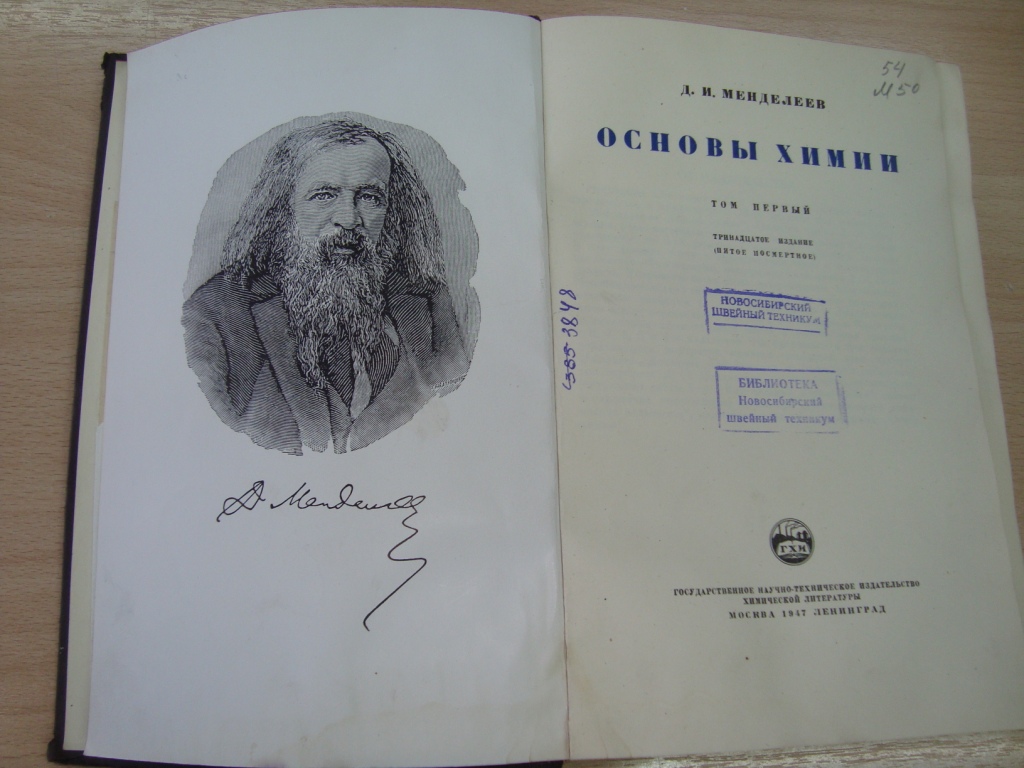 Д. Менделеев
54
М50
Д. И. МЕНДЕЛЕЕВ
ОСНОВЫ ХИМИИ
ТОМ ПЕРВЫЙ
ТРИНАДЦАТОЕ ИЗДАНИЕ
(ПЯТОЕ ПОСМЕРТНОЕ)
НОВОСИБИРСКИЙ
ШВЕЙНЫЙ ТЕХНИКУМ
БИБЛИОТЕКА
Новосибирский
швейный техникум
ГХИ
ГОСУДАРСТВЕННОЕ НАУЧНО-ТЕХНИЧЕСКОЕ ИЗДАТЕЛЬСТВО
ХИМИЧЕСКОЙ ЛИТЕРАТУРЫ
МОСКВА 1947 ЛЕНИНГРАД